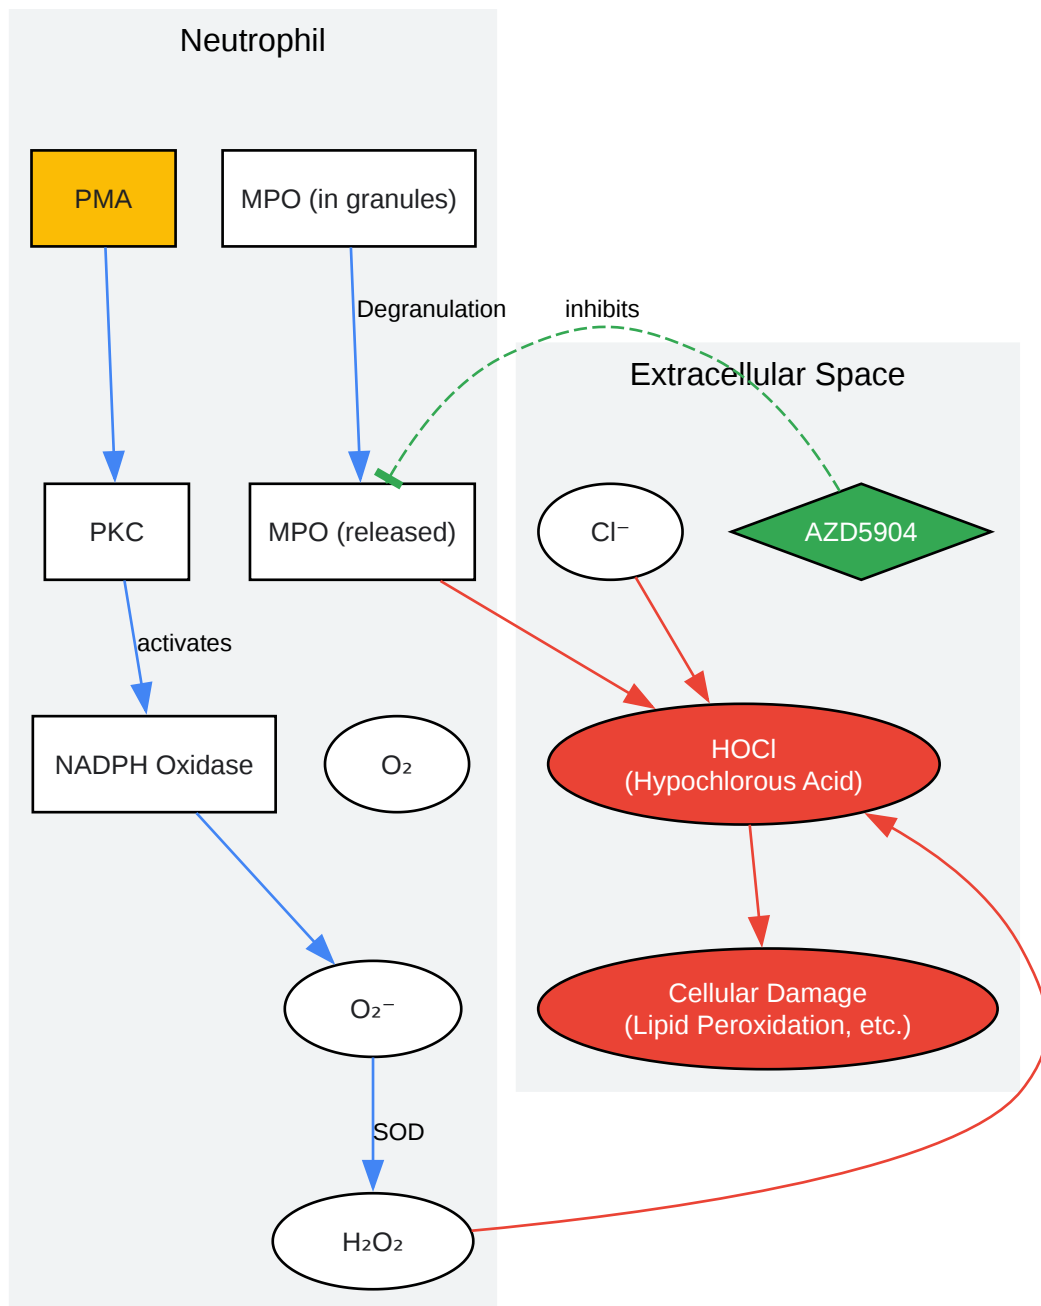 Neutrophil
PMA
MPO (in granules)
Degranulation
inhibits
Extracellular Space
PKC
MPO (released)
Cl⁻
AZD5904
activates
NADPH Oxidase
O₂
HOCl
(Hypochlorous Acid)
O₂⁻
Cellular Damage
(Lipid Peroxidation, etc.)
SOD
H₂O₂